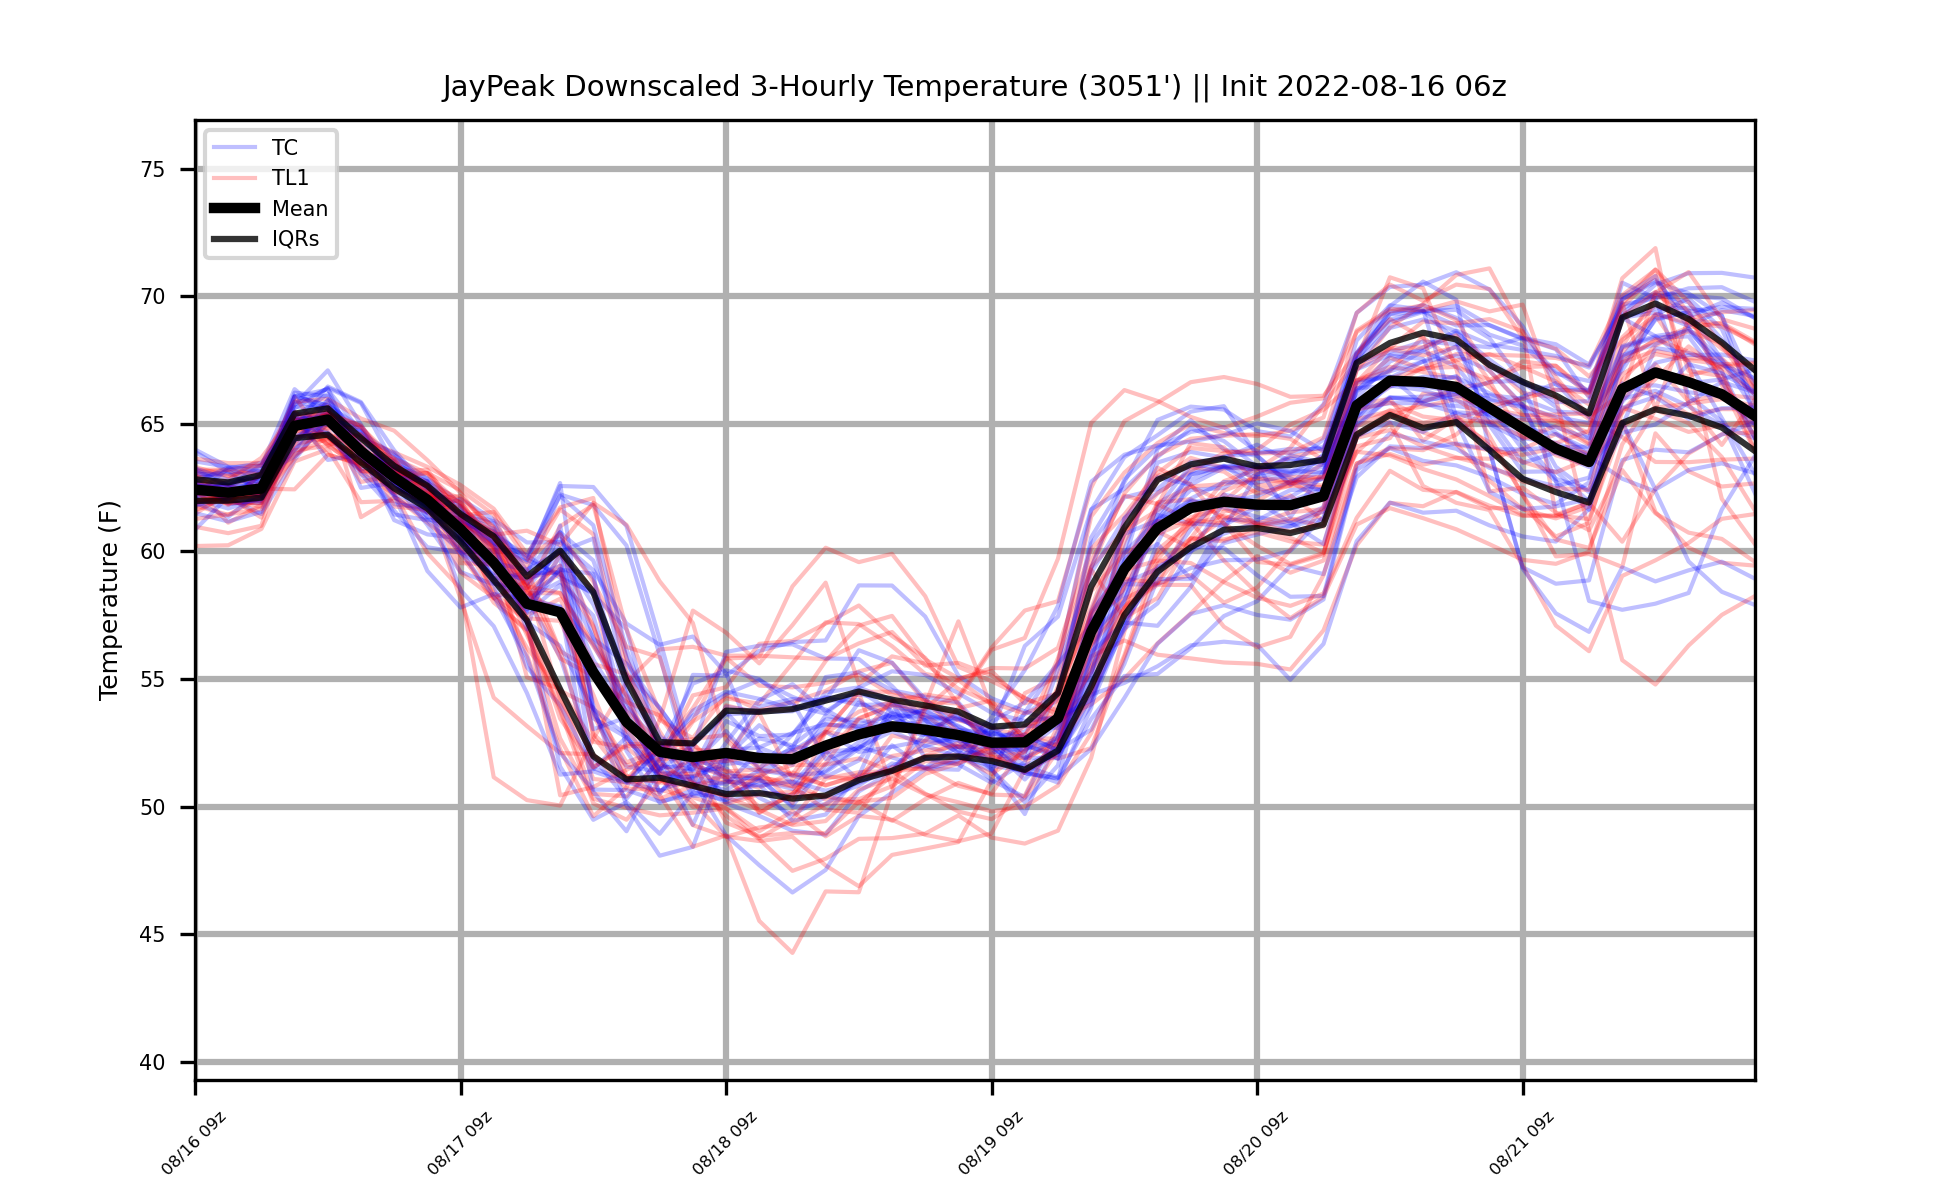 JayPeak Downscaled 3-Hourly Temperature (3051') || Init 2022-08-16 06z
TC
TL1
Mean
IQRs
Temperature (F)
75
70
65
60
55
50
45
40
08/16 09z
08/17 09z
08/18 09z
08/19 09z
08/20 09z
08/21 09z